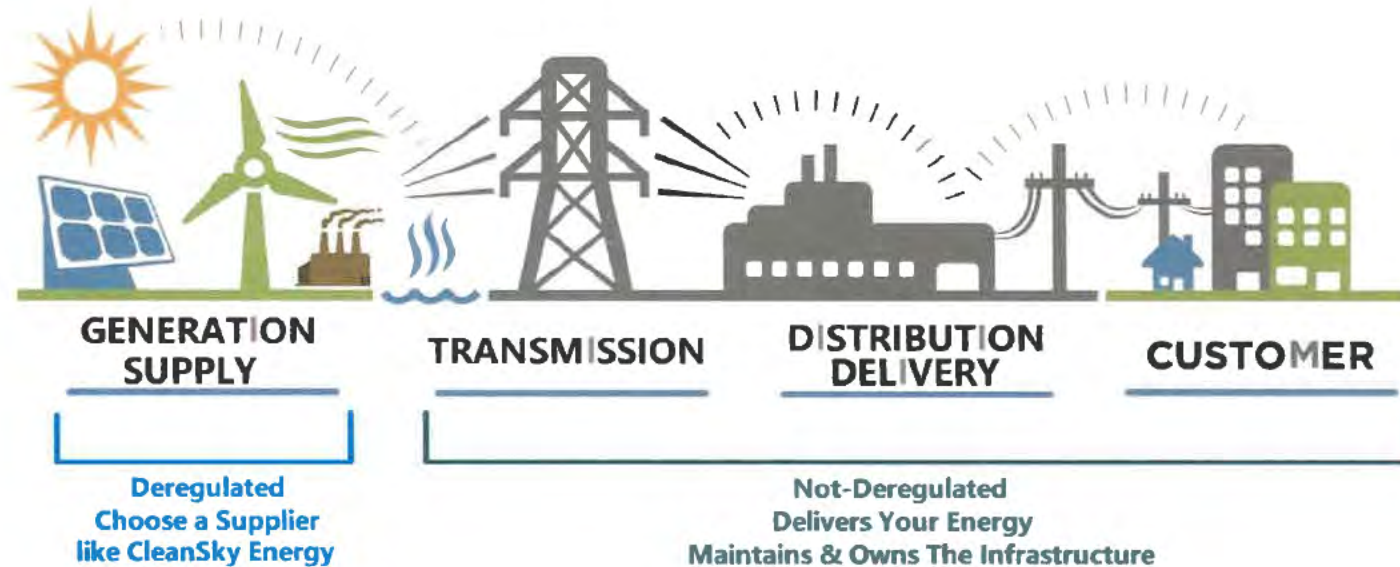 GENERATION
SUPPLY
TRANSMISSION
DISTRIBUTION
DELIVERY
CUSTOMER
Deregulated
Choose a Supplier
like CleanSky Energy
Not-Deregulated
Delivers Your Energy
Maintains & Owns The Infrastructure